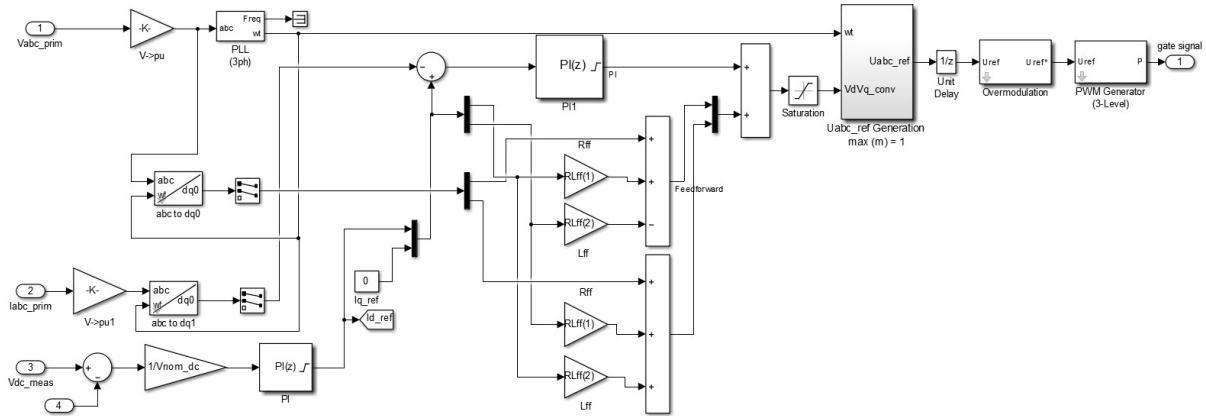 1
Vabc_prim
-K-
V->pu
abc
Freq
wt
PLL
(3ph)
abc
wt
dq0
abc to dq0
2
Iabc_prim
-K-
V->pu1
abc
wt
dq0
abc to dq1
3
Vdc_meas
4
+
−
1/Vnom_dc
PI(z)
PI
0
Iq_ref
Id_ref
−
+
PI(z)
PI1
PI
Rff
RLff(1)
RLff(2)
Lff
+
+
−
Feedforward
Rff
RLff(1)
RLff(2)
Lff
+
+
+
+
+
Saturation
wt
Uabc_ref
VdVq_conv
Uabc_ref Generation
max (m) = 1
1/z
Unit
Delay
Uref
Uref*
Overmodulation
Uref
P
PWM Generator
(3-Level)
gate signal
1